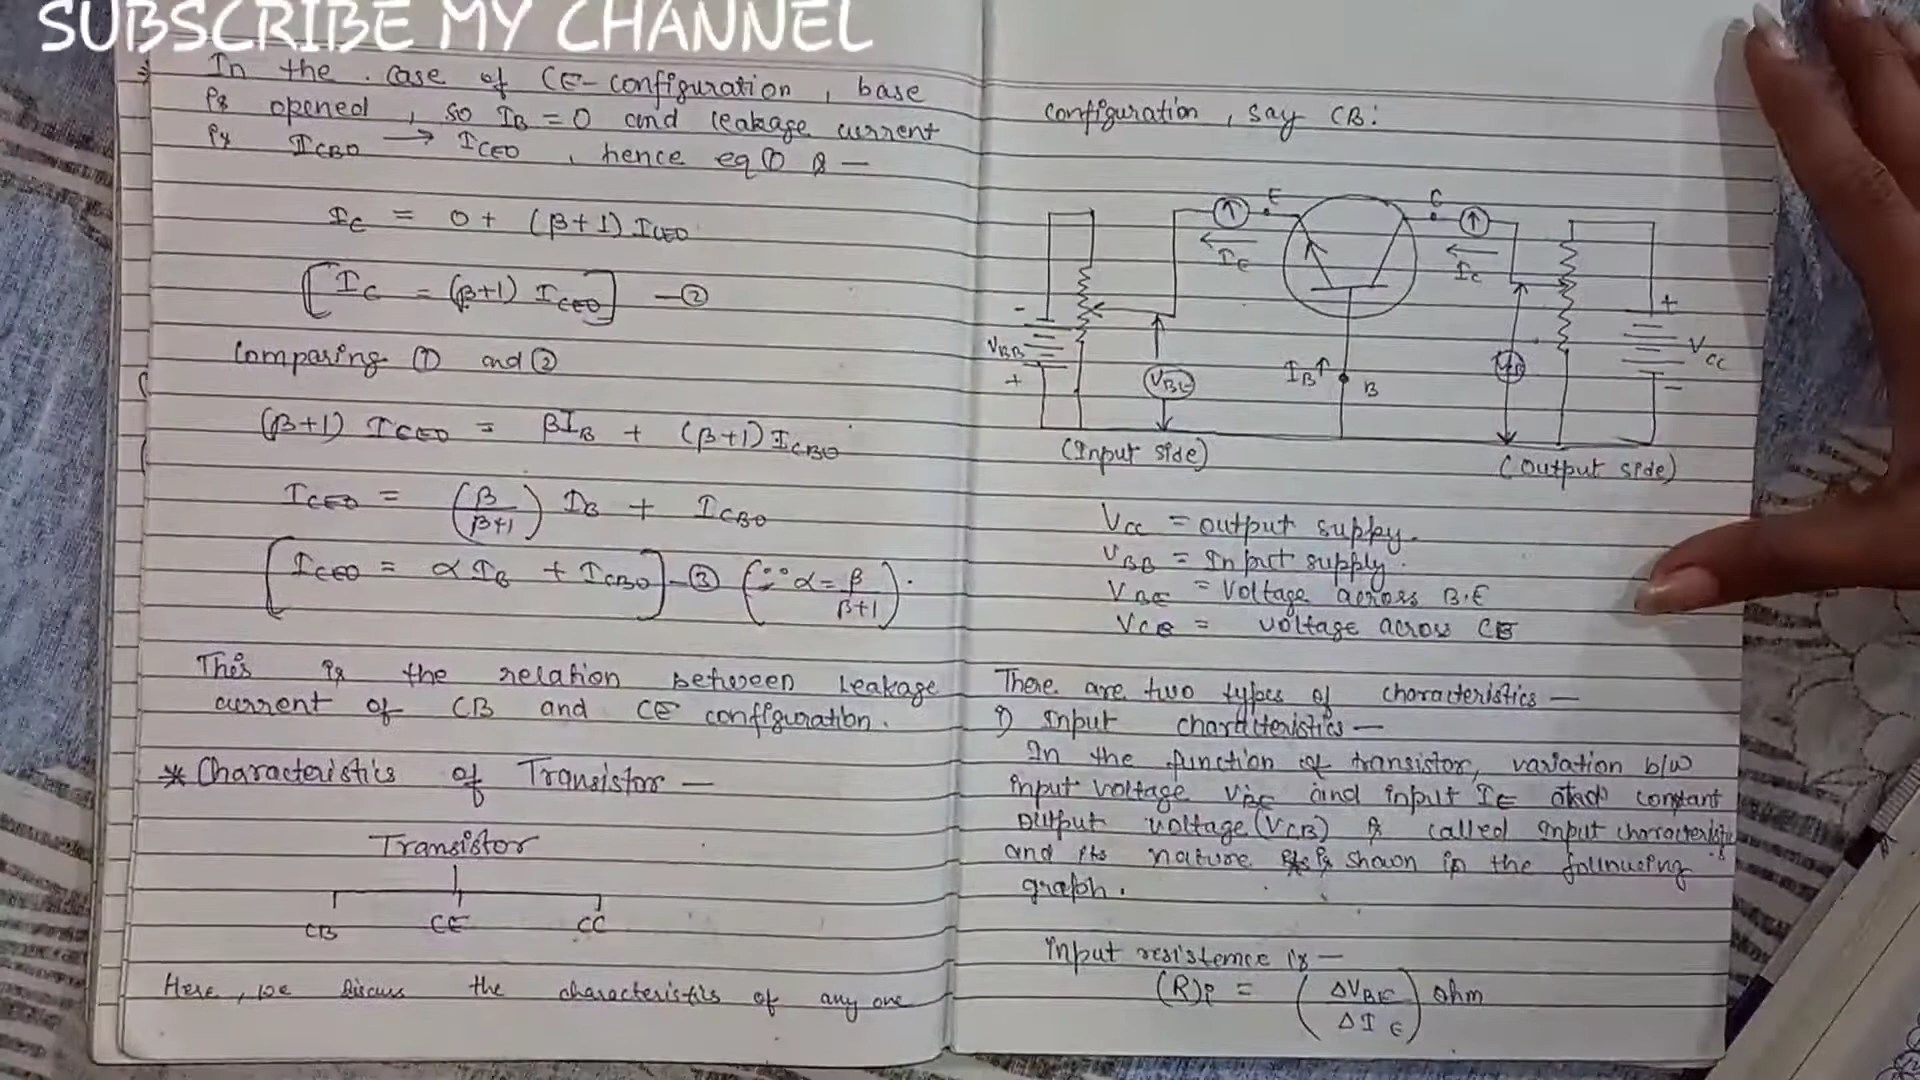 SUBSCRIBE MY CHANNEL
In the case of CE-configuration, base
is opened, so IB = 0 and leakage current
is ICBO → ICEO, hence eq ① is —
IC = 0 + (β+1) ICEO
[IC = (β+1) ICEO] — ②
Comparing ① and ②
(β+1) ICEO = βIB + (β+1) ICBO
ICEO = (β/β+1) IB + ICBO
[ICEO = αIB + ICBO] — ③ (∵ α = β/β+1).
This is the relation between leakage
current of CB and CE configuration.
* Characteristics of Transistor —
Transistor
CB CE CC
Here, we discuss the characteristics of any one
configuration, say CB:
E C
IE IC
- +
VBB VBE IB↑ B VCC
+ -
(Input side) (Output side)
VCC = output supply.
VBB = Input supply.
VBE = Voltage across B.E
VCB = voltage across CB
There are two types of characteristics —
i) Input characteristics —
In the function of transistor, variation b/w
input voltage VBE and input IE constant
output voltage (VCB) is called input characteristic
and its nature is shown in the following
graph.
Input resistence is —
(R)i = (ΔVBE/ΔIE) ohm